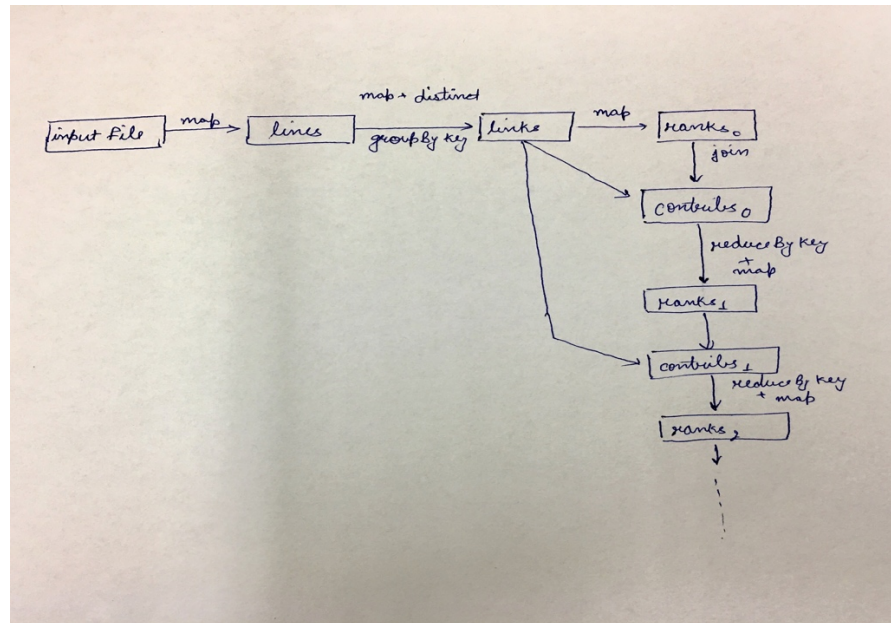 map + distinct
input File
map
lines
groupBy Key
links
map
ranks₀
join
contribs₀
reduceBy Key
+
map
ranks₁
contribs₁
reduceBy Key
+ map
ranks₂